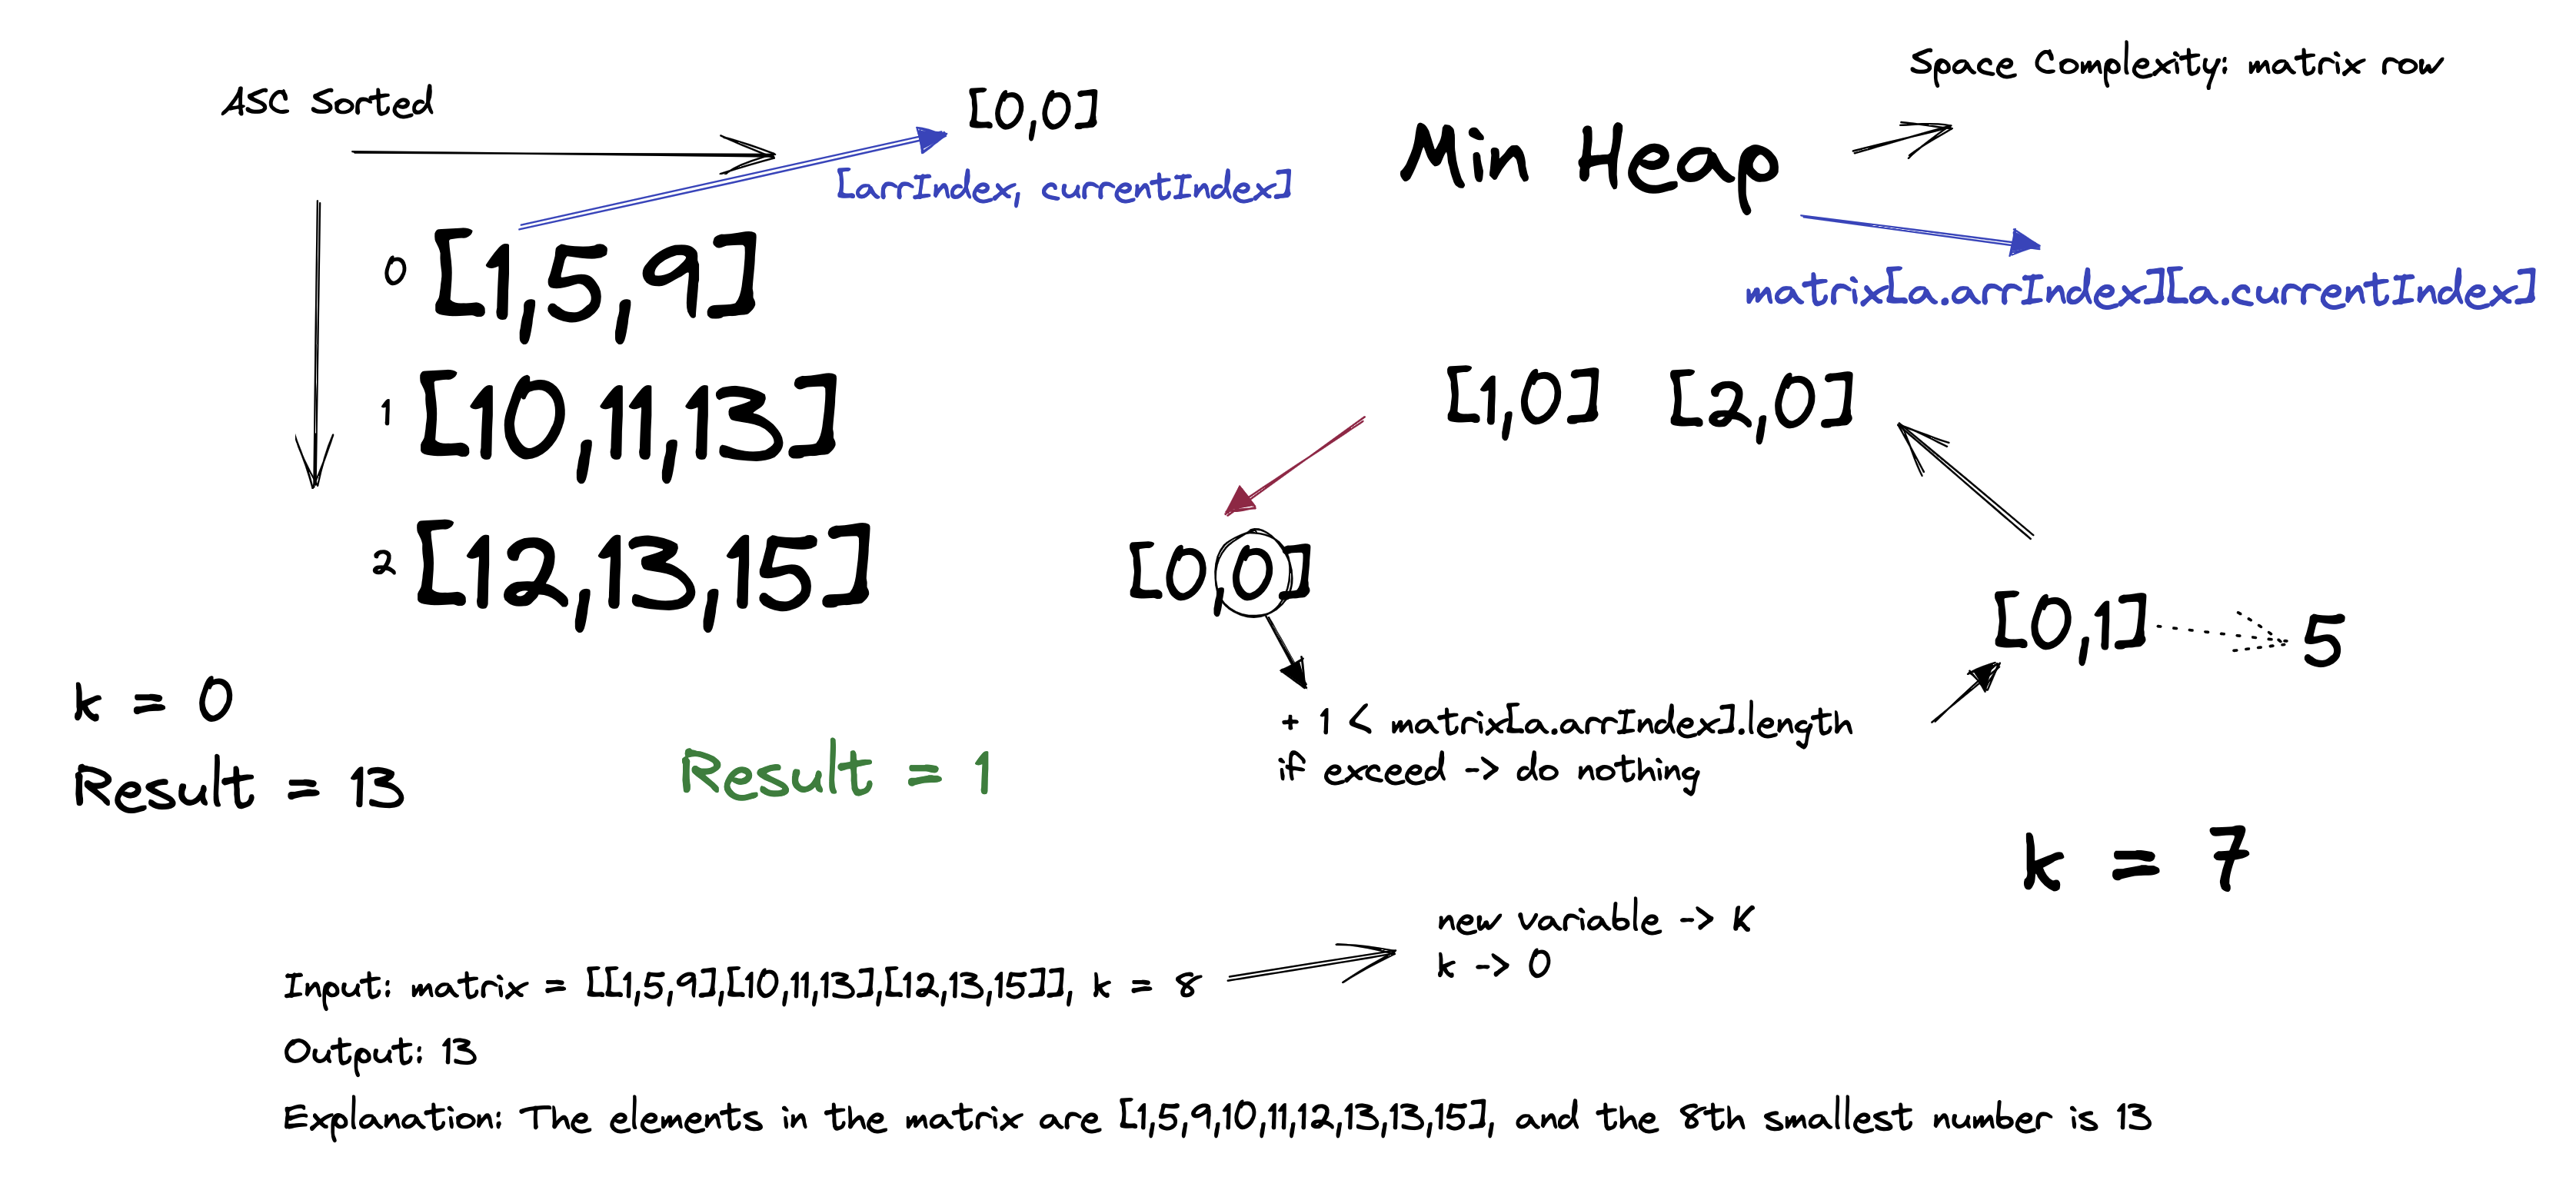 Space Complexity: matrix row
ASC Sorted
[0,0]
Min Heap
[arrIndex, currentIndex]
0 [1,5,9]
matrix[a.arrIndex][a.currentIndex]
1 [10,11,13]
[1,0] [2,0]
2 [12,13,15]
[0,0]
[0,1]
5
k = 0
+ 1 < matrix[a.arrIndex].length
if exceed -> do nothing
Result = 13
Result = 1
k = 7
new variable -> K
k -> 0
Input: matrix = [[1,5,9],[10,11,13],[12,13,15]], k = 8
Output: 13
Explanation: The elements in the matrix are [1,5,9,10,11,12,13,13,15], and the 8th smallest number is 13